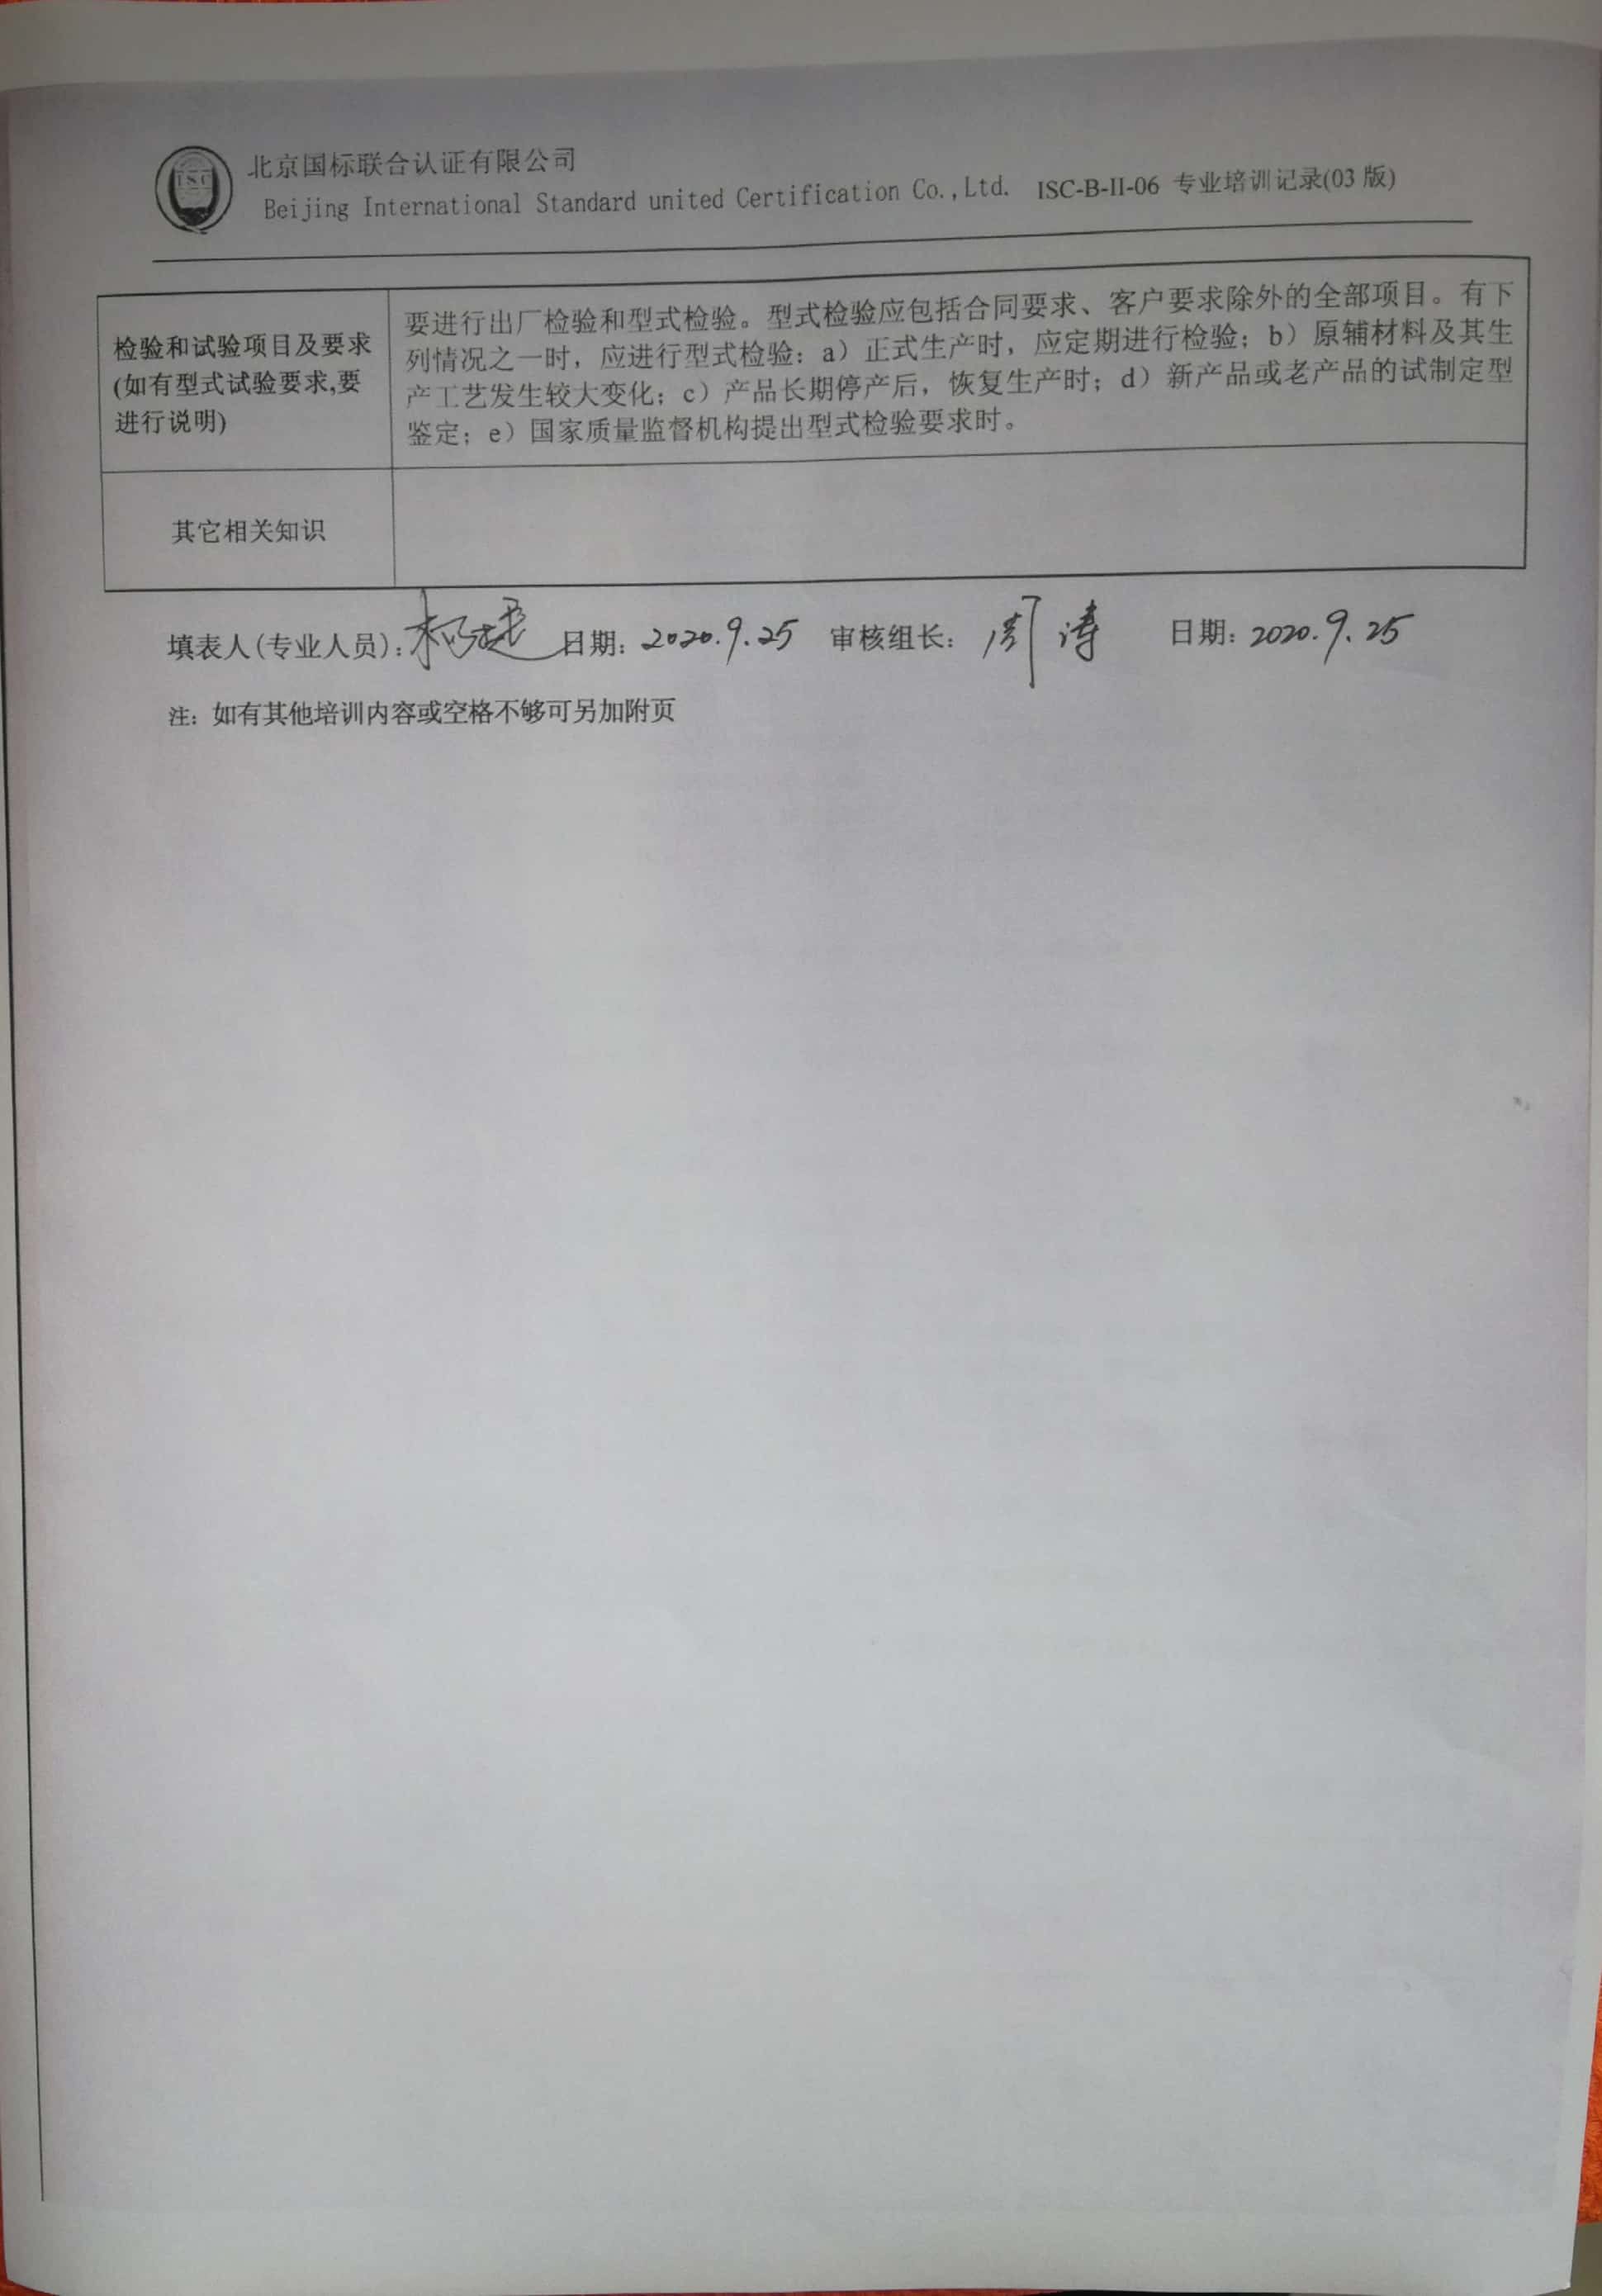 ISC
北京国标联合认证有限公司
Beijing International Standard united Certification Co.,Ltd. ISC-B-II-06 专业培训记录(03 版)
检验和试验项目及要求
(如有型式试验要求,要
进行说明)
要进行出厂检验和型式检验。型式检验应包括合同要求、客户要求除外的全部项目。有下
列情况之一时，应进行型式检验：a）正式生产时，应定期进行检验；b）原辅材料及其生
产工艺发生较大变化；c）产品长期停产后，恢复生产时；d）新产品或老产品的试制定型
鉴定；e）国家质量监督机构提出型式检验要求时。
其它相关知识
填表人(专业人员): 日期: 2020.9.25 审核组长: 周涛 日期: 2020.9.25
注: 如有其他培训内容或空格不够可另加附页